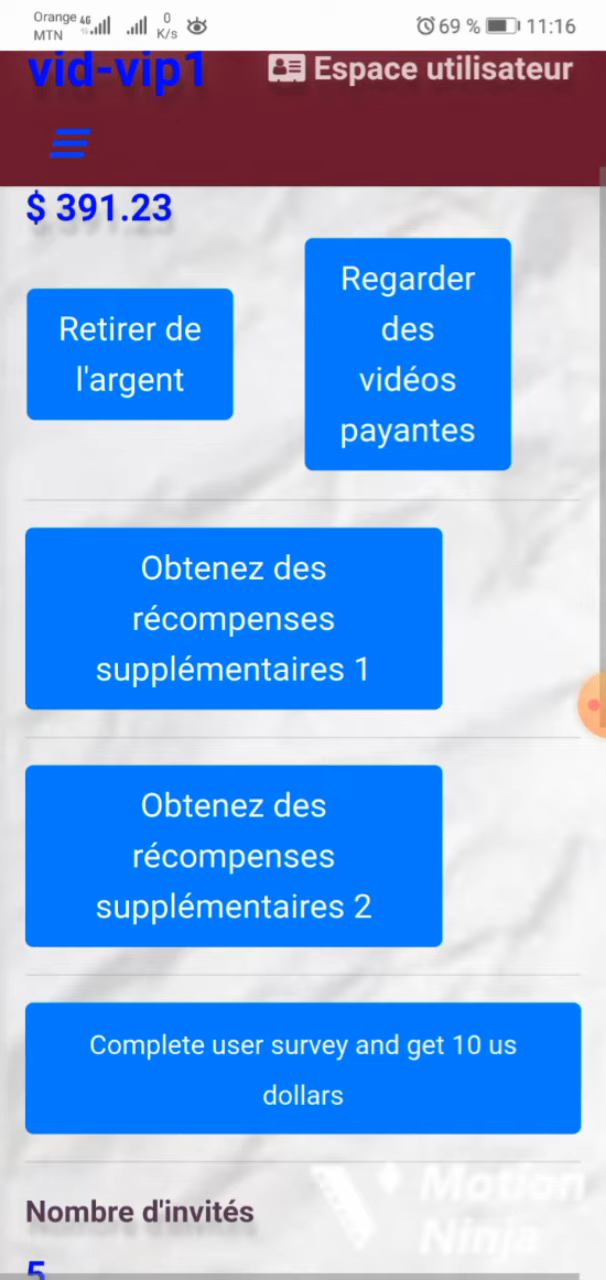 Orange 4G
MTN
0
K/s
69 % 11:16
vid-vip1
Espace utilisateur
$ 391.23
Retirer de
l'argent
Regarder
des
vidéos
payantes
Obtenez des
récompenses
supplémentaires 1
Obtenez des
récompenses
supplémentaires 2
Complete user survey and get 10 us
dollars
Nombre d'invités
Motion
Ninja
5